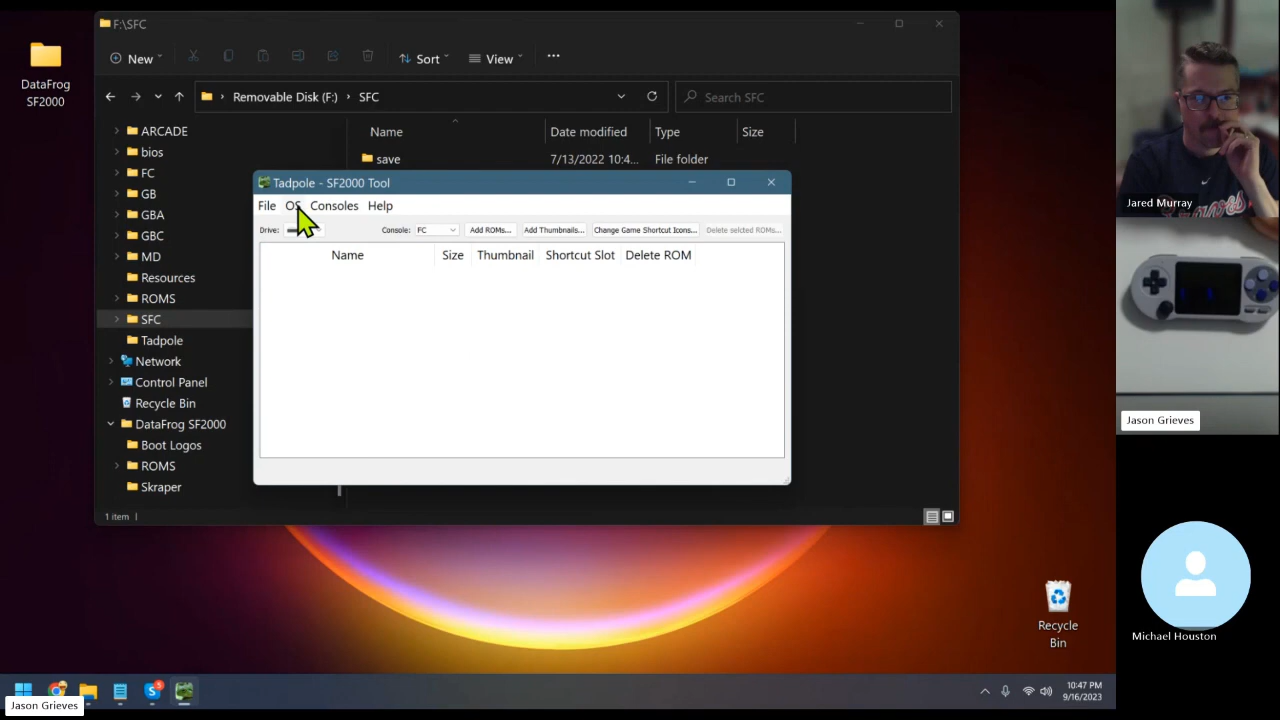 F:\SFC
New
Sort
View
Removable Disk (F:) > SFC
Search SFC
DataFrog
SF2000
ARCADE
bios
FC
GB
GBA
GBC
MD
Resources
ROMS
SFC
Tadpole
Network
Control Panel
Recycle Bin
DataFrog SF2000
Boot Logos
ROMS
Skraper
Name Date modified Type Size
save 7/13/2022 10:4... File folder
Tadpole - SF2000 Tool
File OS Consoles Help
Drive: Console: FC Add ROMs... Add Thumbnails... Change Game Shortcut Icons... Delete selcted ROMs...
Name Size Thumbnail Shortcut Slot Delete ROM
1 item
Recycle
Bin
10:47 PM
9/16/2023
5
Jason Grieves
Jared Murray
Jason Grieves
Michael Houston